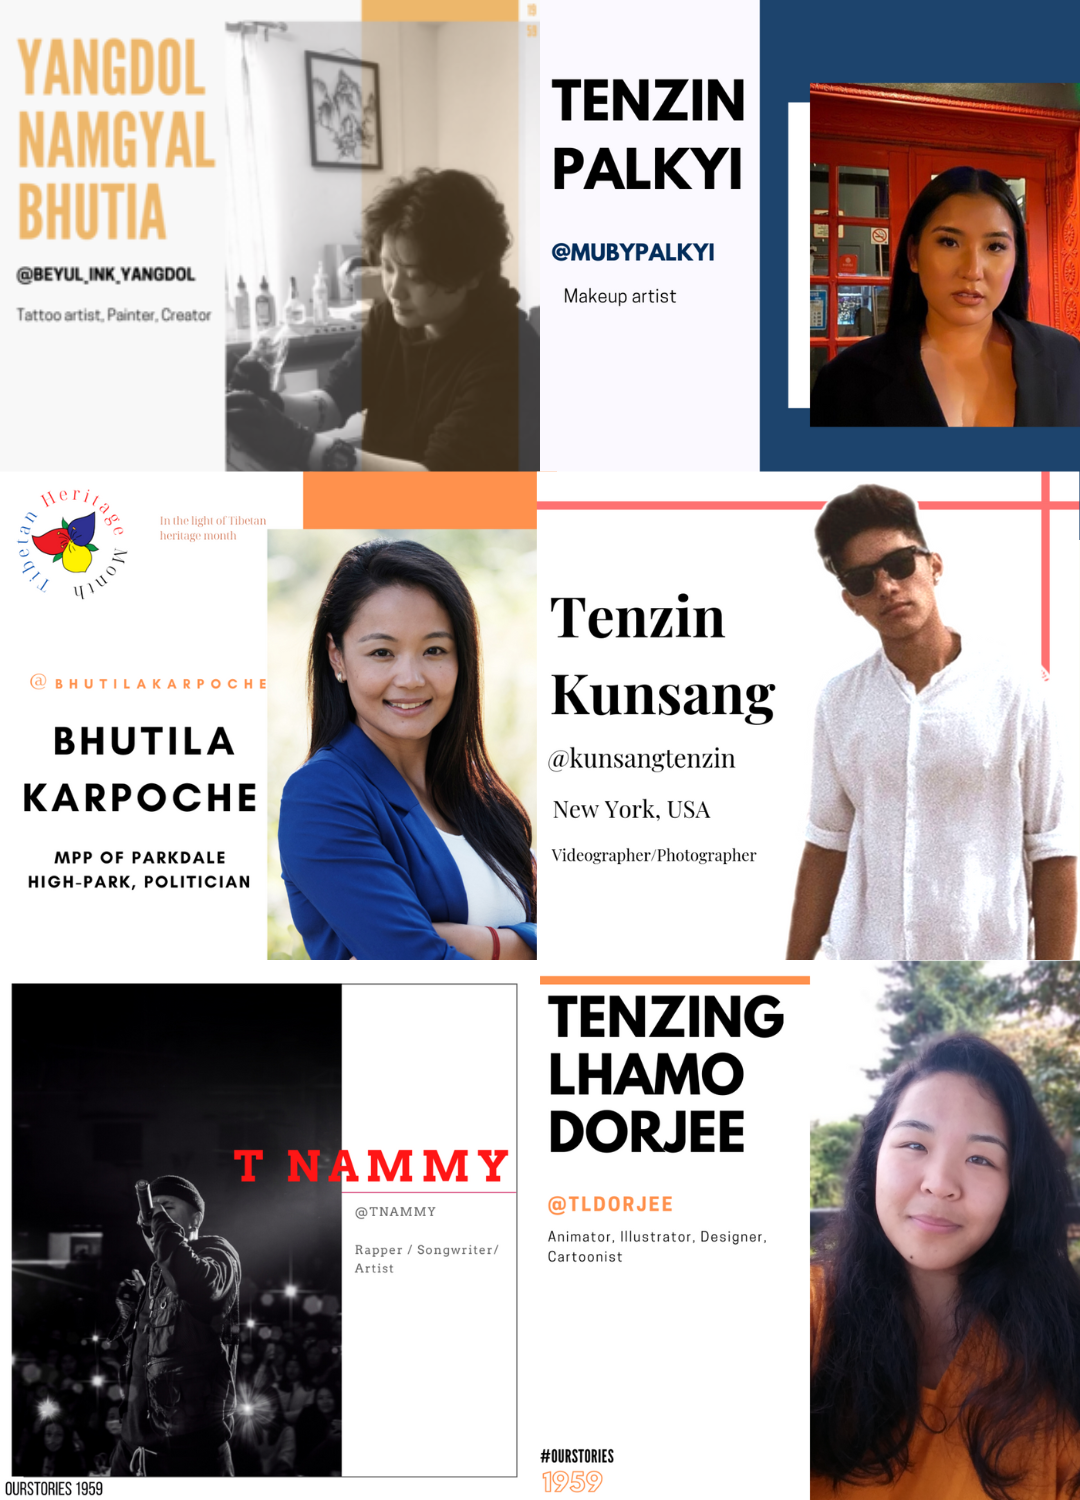 YANGDOL
NAMGYAL
BHUTIA
@BEYUL_INK_YANGDOL
Tattoo artist, Painter, Creator
19
59
TENZIN
PALKYI
@MUBYPALKYI
Makeup artist
Tibetan Heritage Month
In the light of Tibetan
heritage month
@BHUTILAKARPOCHE
BHUTILA
KARPOCHE
MPP OF PARKDALE
HIGH-PARK, POLITICIAN
Tenzin
Kunsang
@kunsangtenzin
New York, USA
Videographer/Photographer
T NAMMY
@TNAMMY
Rapper / Songwriter/
Artist
OURSTORIES 1959
TENZING
LHAMO
DORJEE
@TLDORJEE
Animator, Illustrator, Designer,
Cartoonist
#OURSTORIES
1959